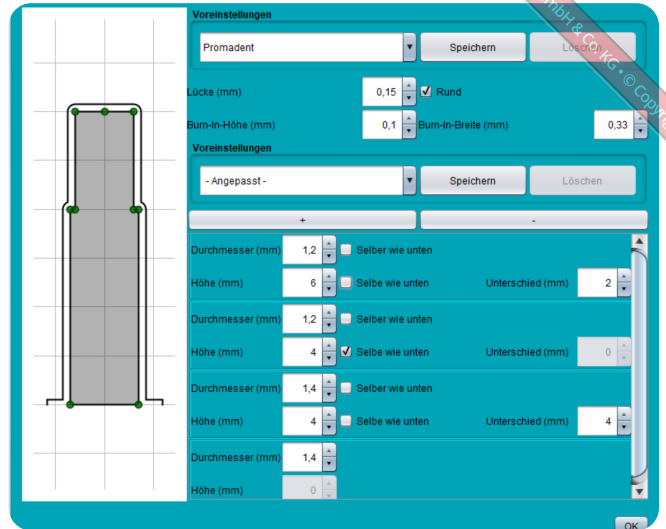 Voreinstellungen
Promadent Speichern Löschen
Lücke (mm) 0,15 Rund
Burn-In-Höhe (mm) 0,1 Burn-In-Breite (mm) 0,33
Voreinstellungen
- Angepasst - Speichern Löschen
+ -
Durchmesser (mm) 1,2 Selber wie unten
Höhe (mm) 6 Selbe wie unten Unterschied (mm) 2
Durchmesser (mm) 1,2 Selber wie unten
Höhe (mm) 4 Selbe wie unten Unterschied (mm) 0
Durchmesser (mm) 1,4 Selber wie unten
Höhe (mm) 4 Selbe wie unten Unterschied (mm) 4
Durchmesser (mm) 1,4
Höhe (mm) 0
OK
mbH & Co. KG • © Copyrig